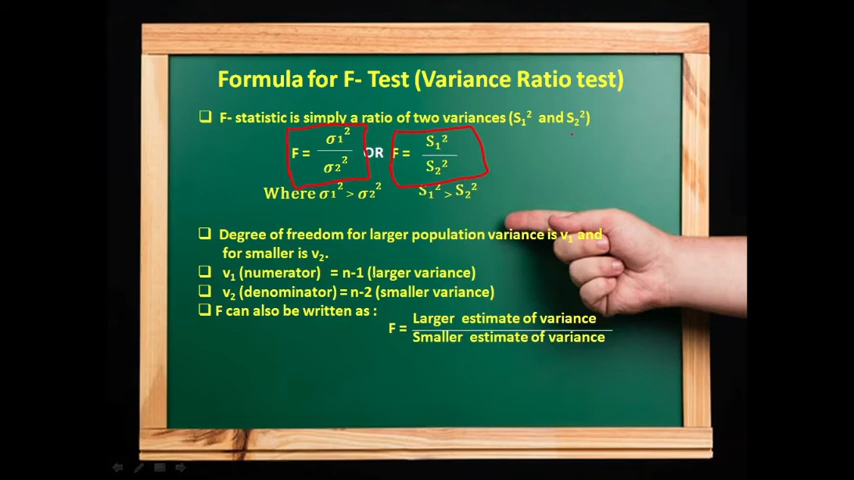 Formula for F- Test (Variance Ratio test)
❑ F- statistic is simply a ratio of two variances (S₁² and S₂²)
F = σ₁² / σ₂² OR F = S₁² / S₂²
Where σ₁² > σ₂² S₁² > S₂²
❑ Degree of freedom for larger population variance is v₁ and
for smaller is v₂.
❑ v₁ (numerator) = n-1 (larger variance)
❑ v₂ (denominator) = n-2 (smaller variance)
❑ F can also be written as :
F = Larger estimate of variance
Smaller estimate of variance